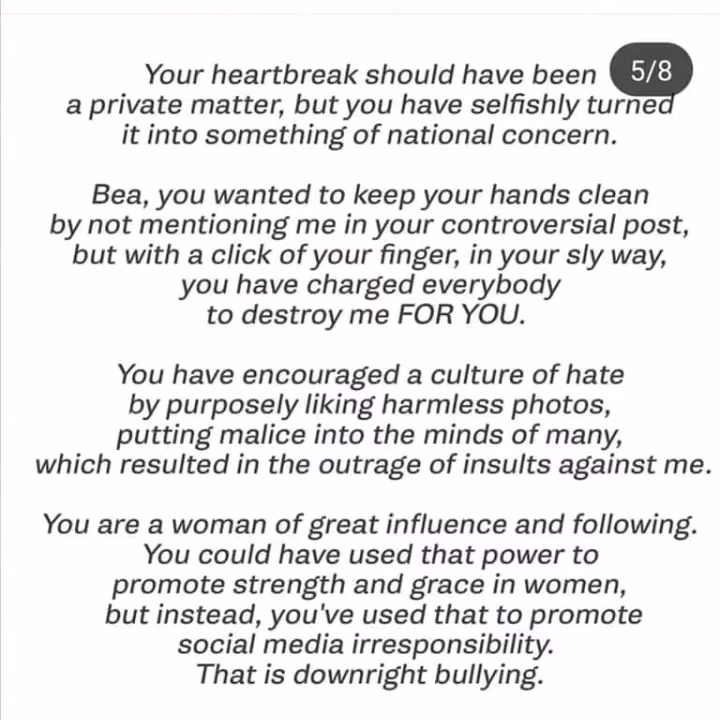 5/8
Your heartbreak should have been
a private matter, but you have selfishly turned
it into something of national concern.
Bea, you wanted to keep your hands clean
by not mentioning me in your controversial post,
but with a click of your finger, in your sly way,
you have charged everybody
to destroy me FOR YOU.
You have encouraged a culture of hate
by purposely liking harmless photos,
putting malice into the minds of many,
which resulted in the outrage of insults against me.
You are a woman of great influence and following.
You could have used that power to
promote strength and grace in women,
but instead, you've used that to promote
social media irresponsibility.
That is downright bullying.